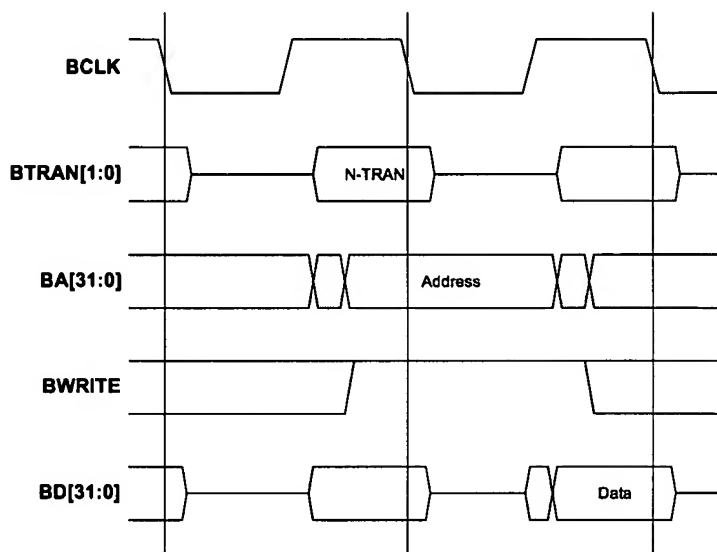 BCLK
BTRAN[1:0]
N-TRAN
BA[31:0]
Address
BWRITE
BD[31:0]
Data